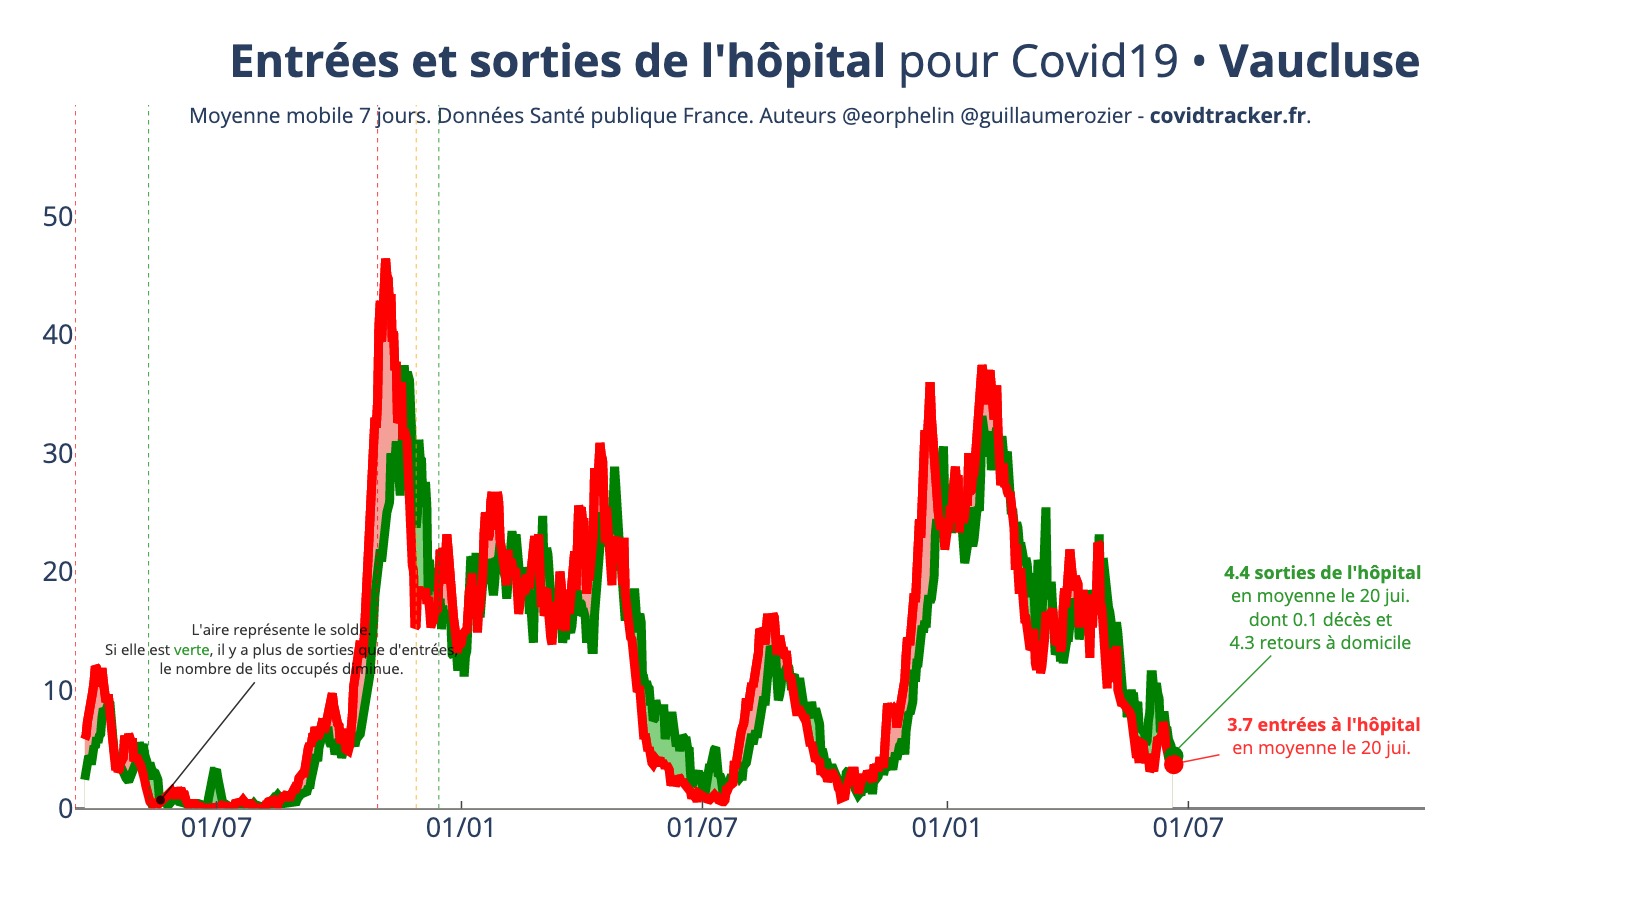 Entrées et sorties de l'hôpital pour Covid19 • Vaucluse
Moyenne mobile 7 jours. Données Santé publique France. Auteurs @eorphelin @guillaumerozier - covidtracker.fr.
50
40
30
20
10
0
L'aire représente le solde.
Si elle est verte, il y a plus de sorties que d'entrées,
le nombre de lits occupés diminue.
4.4 sorties de l'hôpital
en moyenne le 20 jui.
dont 0.1 décès et
4.3 retours à domicile
3.7 entrées à l'hôpital
en moyenne le 20 jui.
01/07
01/01
01/07
01/01
01/07